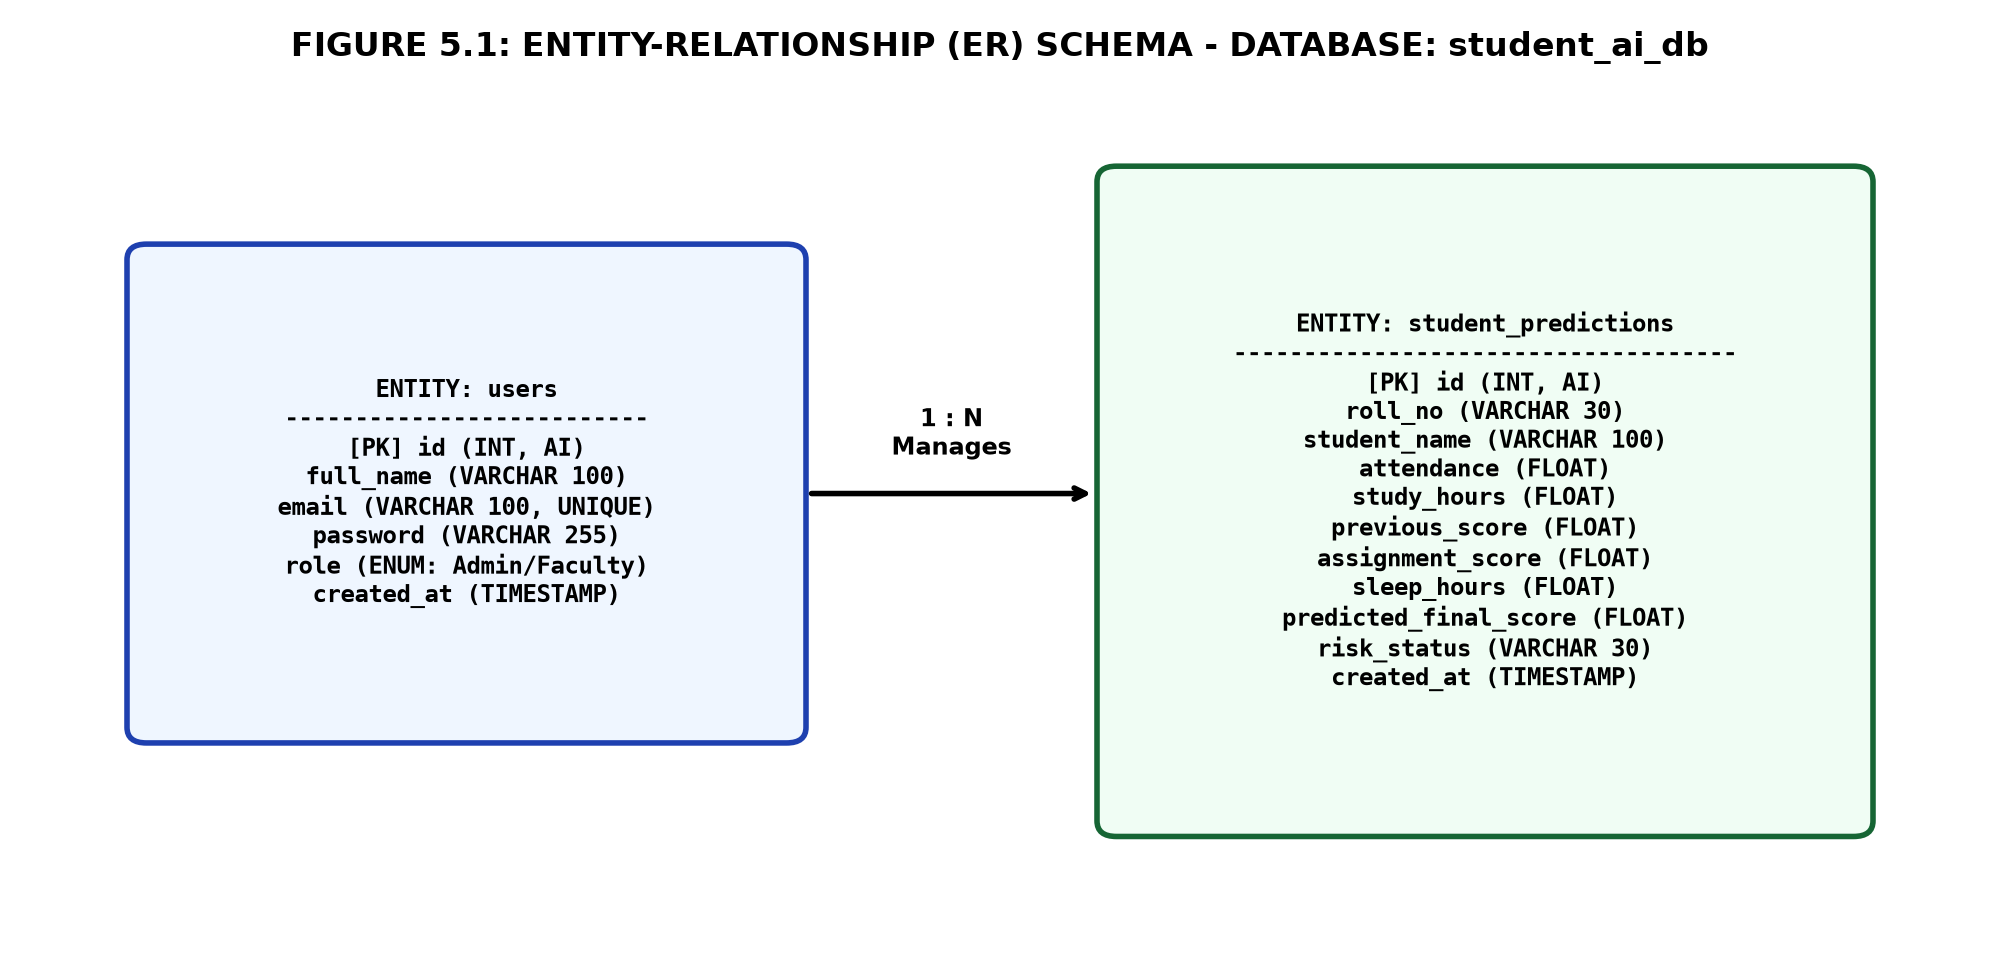 FIGURE 5.1: ENTITY-RELATIONSHIP (ER) SCHEMA - DATABASE: student_ai_db
ENTITY: users
--------------------------
[PK] id (INT, AI)
full_name (VARCHAR 100)
email (VARCHAR 100, UNIQUE)
password (VARCHAR 255)
role (ENUM: Admin/Faculty)
created_at (TIMESTAMP)
1 : N
Manages
ENTITY: student_predictions
------------------------------------
[PK] id (INT, AI)
roll_no (VARCHAR 30)
student_name (VARCHAR 100)
attendance (FLOAT)
study_hours (FLOAT)
previous_score (FLOAT)
assignment_score (FLOAT)
sleep_hours (FLOAT)
predicted_final_score (FLOAT)
risk_status (VARCHAR 30)
created_at (TIMESTAMP)